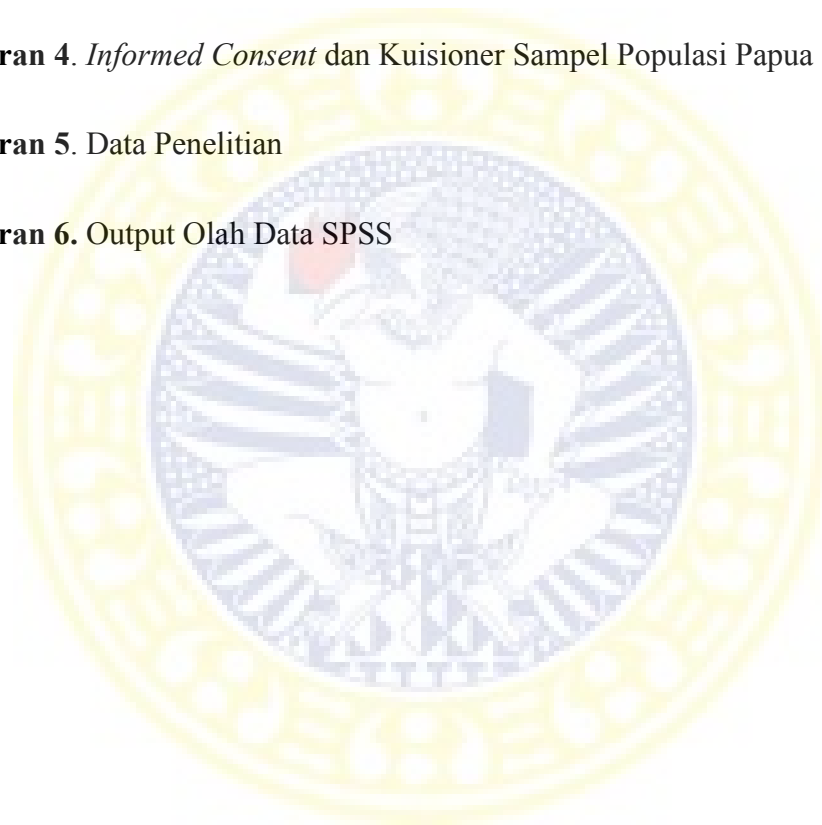 ran 4. Informed Consent dan Kuisioner Sampel Populasi Papua
ran 5. Data Penelitian
ran 6. Output Olah Data SPSS